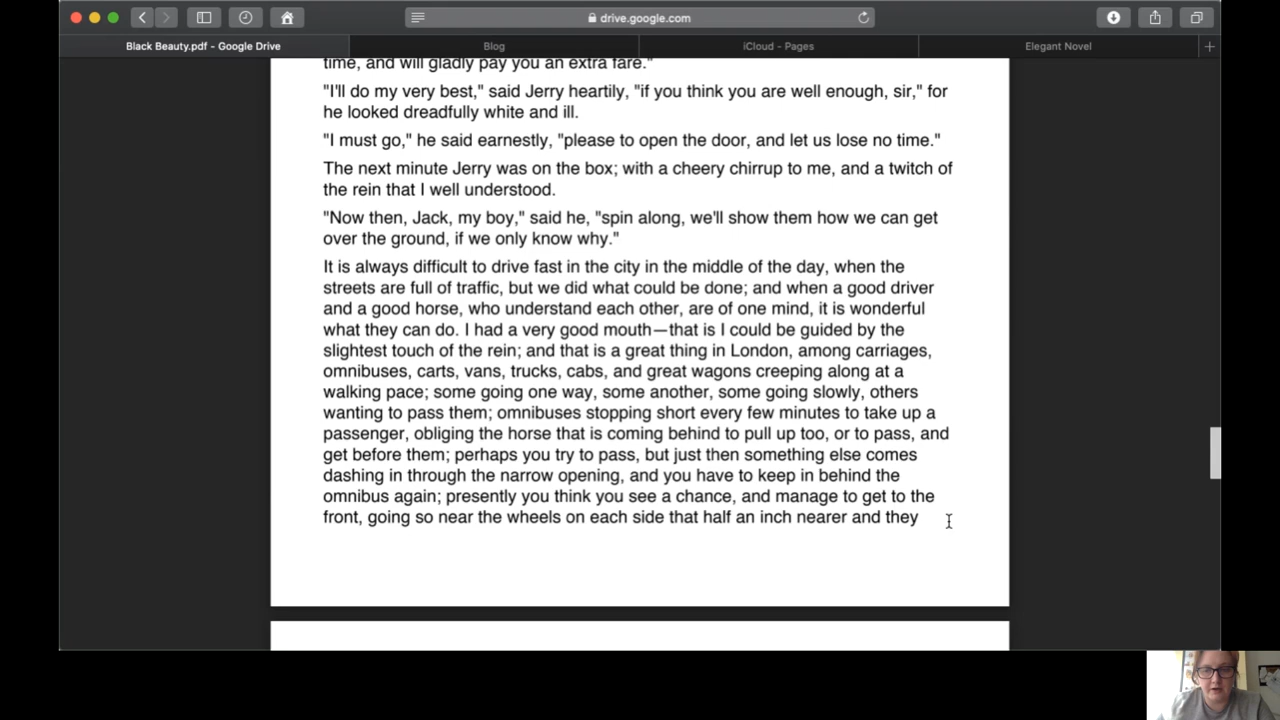 drive.google.com
Black Beauty.pdf - Google Drive
Blog
iCloud - Pages
Elegant Novel
time, and will gladly pay you an extra fare."
"I'll do my very best," said Jerry heartily, "if you think you are well enough, sir," for
he looked dreadfully white and ill.
"I must go," he said earnestly, "please to open the door, and let us lose no time."
The next minute Jerry was on the box; with a cheery chirrup to me, and a twitch of
the rein that I well understood.
"Now then, Jack, my boy," said he, "spin along, we'll show them how we can get
over the ground, if we only know why."
It is always difficult to drive fast in the city in the middle of the day, when the
streets are full of traffic, but we did what could be done; and when a good driver
and a good horse, who understand each other, are of one mind, it is wonderful
what they can do. I had a very good mouth—that is I could be guided by the
slightest touch of the rein; and that is a great thing in London, among carriages,
omnibuses, carts, vans, trucks, cabs, and great wagons creeping along at a
walking pace; some going one way, some another, some going slowly, others
wanting to pass them; omnibuses stopping short every few minutes to take up a
passenger, obliging the horse that is coming behind to pull up too, or to pass, and
get before them; perhaps you try to pass, but just then something else comes
dashing in through the narrow opening, and you have to keep in behind the
omnibus again; presently you think you see a chance, and manage to get to the
front, going so near the wheels on each side that half an inch nearer and they